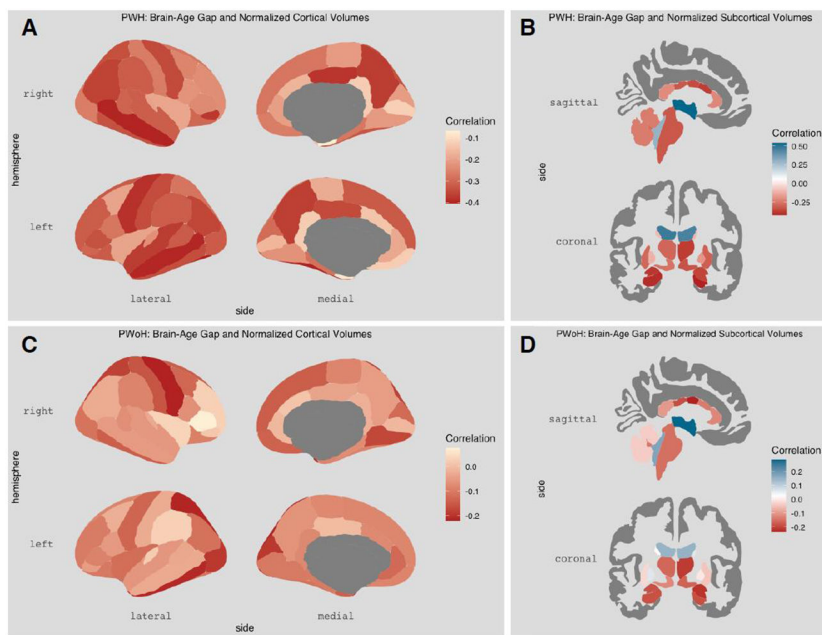 A
PWH: Brain-Age Gap and Normalized Cortical Volumes
right
left
hemisphere
lateral
medial
side
Correlation
-0.1
-0.2
-0.3
-0.4
B
PWH: Brain-Age Gap and Normalized Subcortical Volumes
sagittal
coronal
side
Correlation
0.50
0.25
0.00
-0.25
C
PWoH: Brain-Age Gap and Normalized Cortical Volumes
right
left
hemisphere
lateral
medial
side
Correlation
0.0
-0.1
-0.2
D
PWoH: Brain-Age Gap and Normalized Subcortical Volumes
sagittal
coronal
side
Correlation
0.2
0.1
0.0
-0.1
-0.2